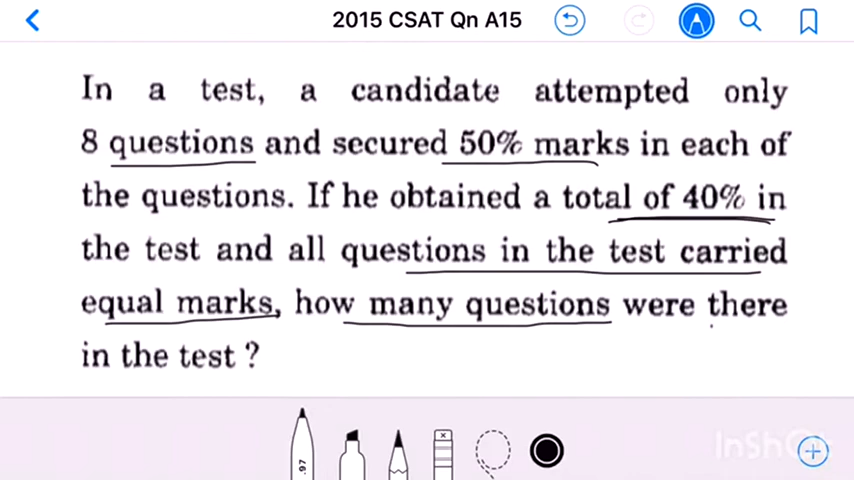 2015 CSAT Qn A15
In a test, a candidate attempted only
8 questions and secured 50% marks in each of
the questions. If he obtained a total of 40% in
the test and all questions in the test carried
equal marks, how many questions were there
in the test ?
.97
InShOt